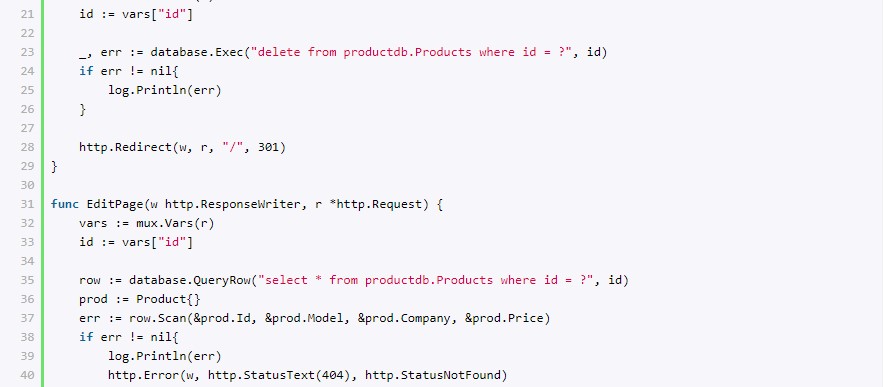 21 id := vars["id"]
22
23 _, err := database.Exec("delete from productdb.Products where id = ?", id)
24 if err != nil{
25 log.Println(err)
26 }
27
28 http.Redirect(w, r, "/", 301)
29 }
30
31 func EditPage(w http.ResponseWriter, r *http.Request) {
32 vars := mux.Vars(r)
33 id := vars["id"]
34
35 row := database.QueryRow("select * from productdb.Products where id = ?", id)
36 prod := Product{}
37 err := row.Scan(&prod.Id, &prod.Model, &prod.Company, &prod.Price)
38 if err != nil{
39 log.Println(err)
40 http.Error(w, http.StatusText(404), http.StatusNotFound)